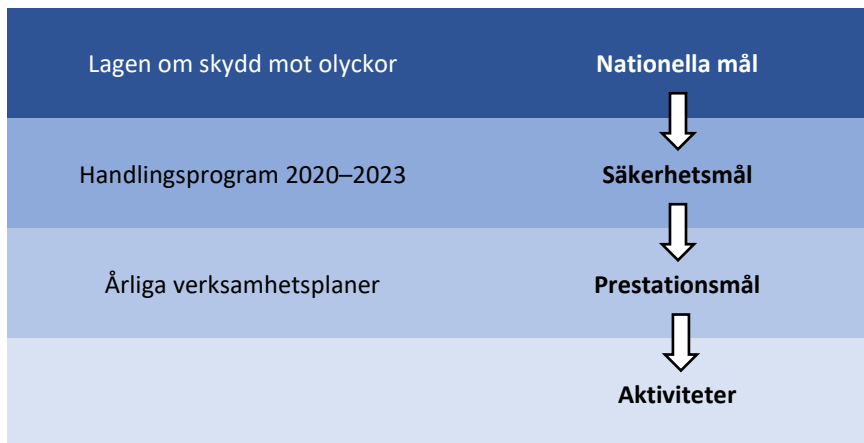 Lagen om skydd mot olyckor Nationella mål
Handlingsprogram 2020–2023 Säkerhetsmål
Årliga verksamhetsplaner Prestationsmål
Aktiviteter